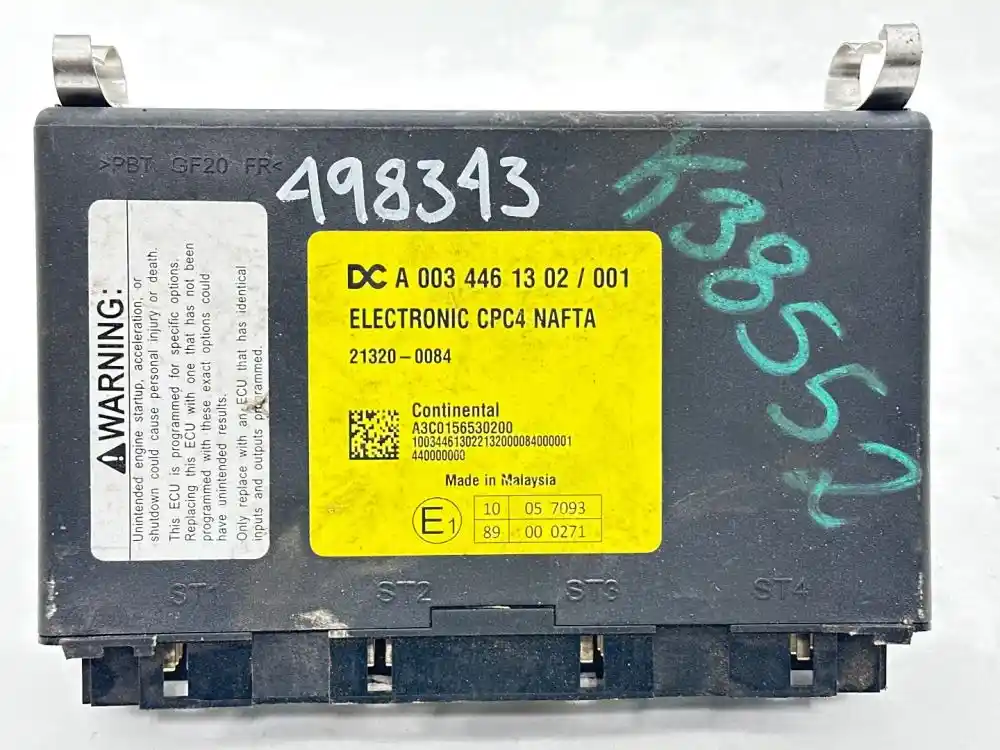 >PBT GF20 FR<
498343
K38552
WARNING:
Unintended engine startup, acceleration, or
shutdown could cause personal injury or death.
This ECU is programmed for specific options.
Replacing this ECU with one that has not been
programmed with these exact options could
have unintended results.
Only replace with an ECU that has identical
inputs and outputs programmed.
DC A 003 446 13 02 / 001
ELECTRONIC CPC4 NAFTA
21320-0084
Continental
A3C0156530200
100344613022132000084000001
440000000
Made in Malaysia
E1
10 05 7093
89 00 0271
ST1 ST2 ST3 ST4